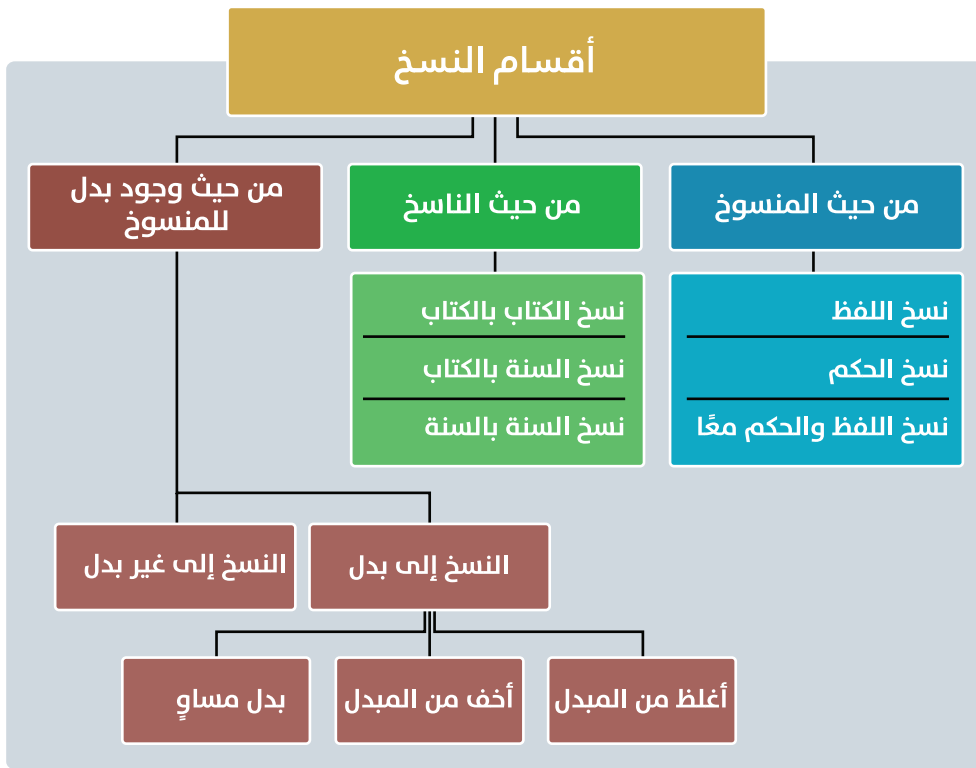 أقسام النسخ
من حيث المنسوخ
من حيث الناسخ
من حيث وجود بدل
للمنسوخ
نسخ اللفظ
نسخ الحكم
نسخ اللفظ والحكم معًا
نسخ الكتاب بالكتاب
نسخ السنة بالكتاب
نسخ السنة بالسنة
النسخ إلى بدل
النسخ إلى غير بدل
أغلظ من المبدل
أخف من المبدل
بدل مساوٍ